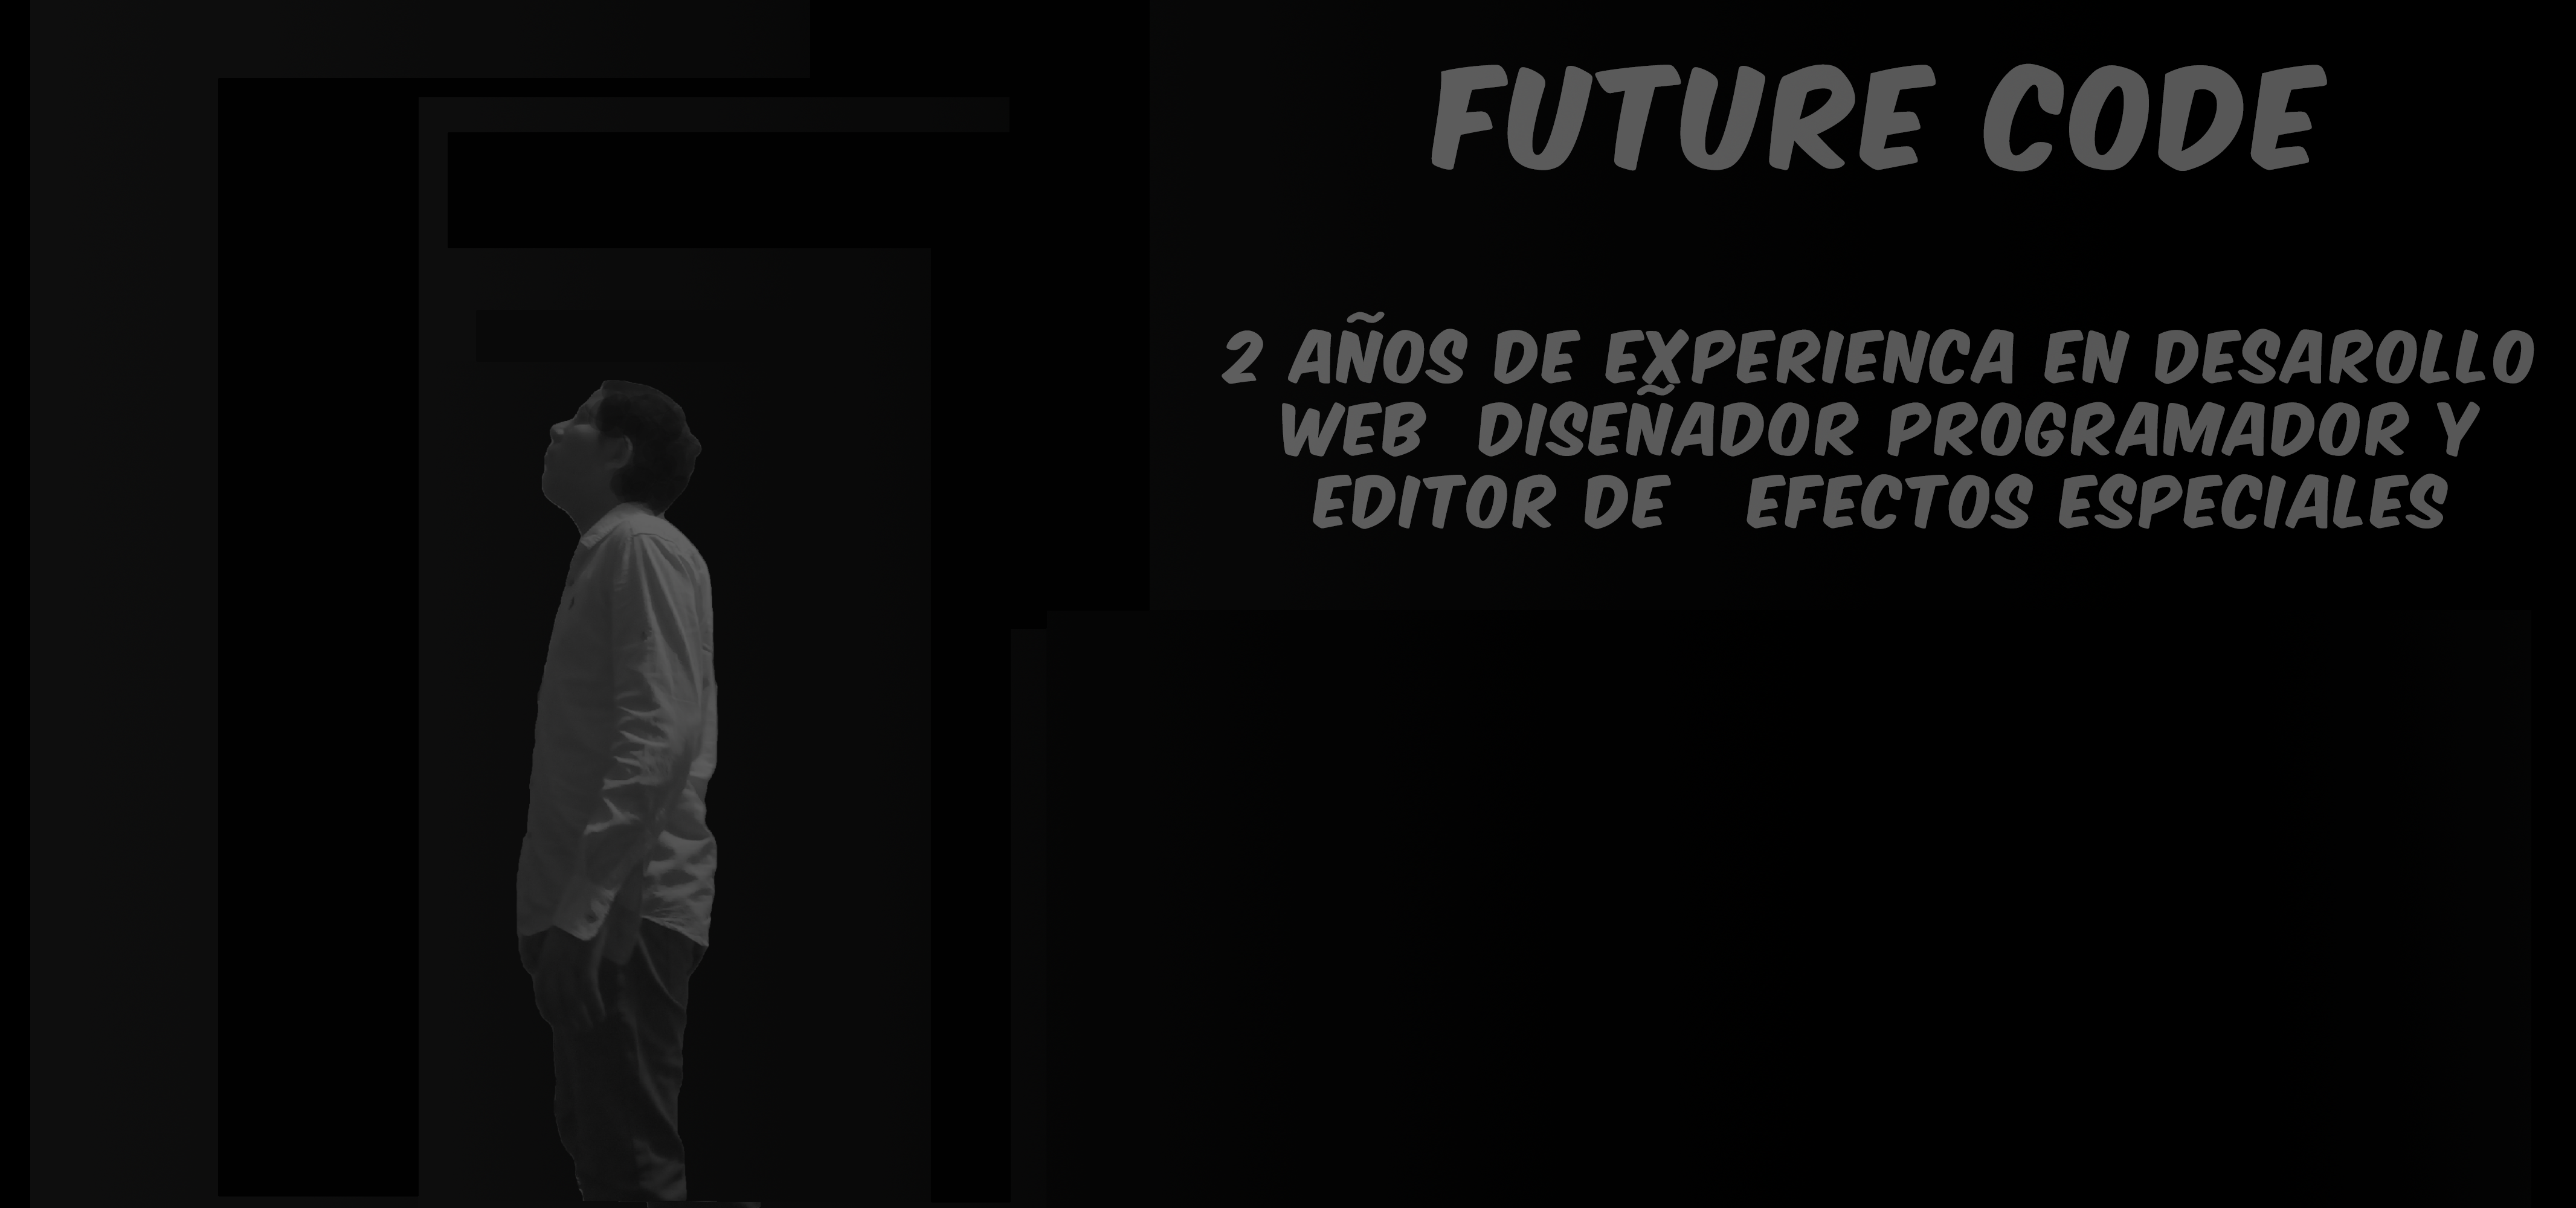 FUTURE CODE
2 AÑOS DE EXPERIENCA EN DESAROLLO
WEB DISEÑADOR PROGRAMADOR Y
EDITOR DE EFECTOS ESPECIALES